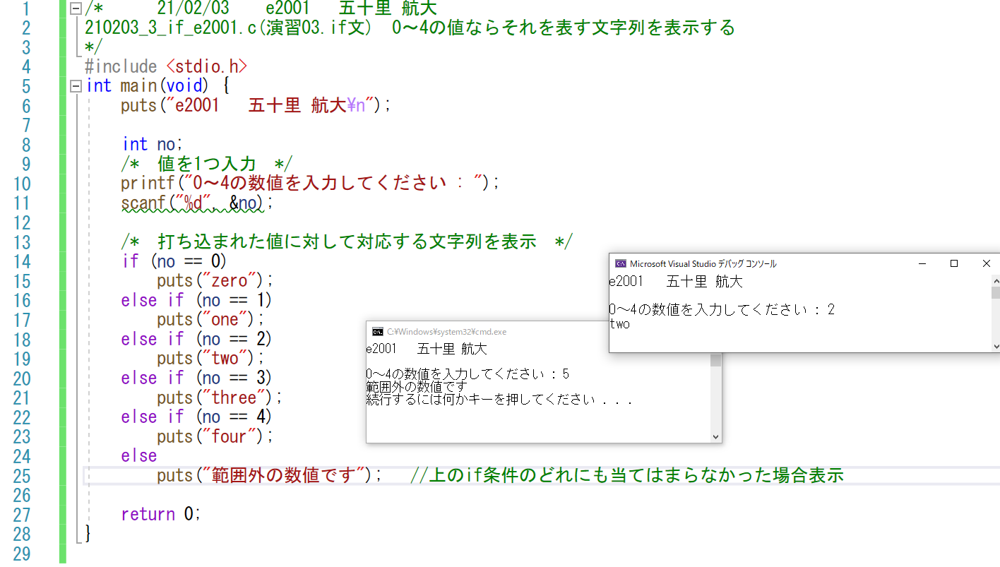 1 /*      21/02/03    e2001   五十里 航大
2 210203_3_if_e2001.c(演習03.if文)  0～4の値ならそれを表す文字列を表示する
3 */
4 #include <stdio.h>
5 int main(void) {
6     puts("e2001   五十里 航大¥n");
7
8     int no;
9     /*  値を1つ入力  */
10     printf("0～4の数値を入力してください : ");
11     scanf("%d", &no);
12
13     /*  打ち込まれた値に対して対応する文字列を表示  */
14     if (no == 0)
15         puts("zero");
16     else if (no == 1)
17         puts("one");
18     else if (no == 2)
19         puts("two");
20     else if (no == 3)
21         puts("three");
22     else if (no == 4)
23         puts("four");
24     else
25         puts("範囲外の数値です");   //上のif条件のどれにも当てはまらなかった場合表示
26
27     return 0;
28 }
29
C:¥Windows¥system32¥cmd.exe
e2001   五十里 航大
0～4の数値を入力してください : 5
範囲外の数値です
続行するには何かキーを押してください . . .
Microsoft Visual Studio デバッグ コンソール
e2001   五十里 航大
0～4の数値を入力してください : 2
two